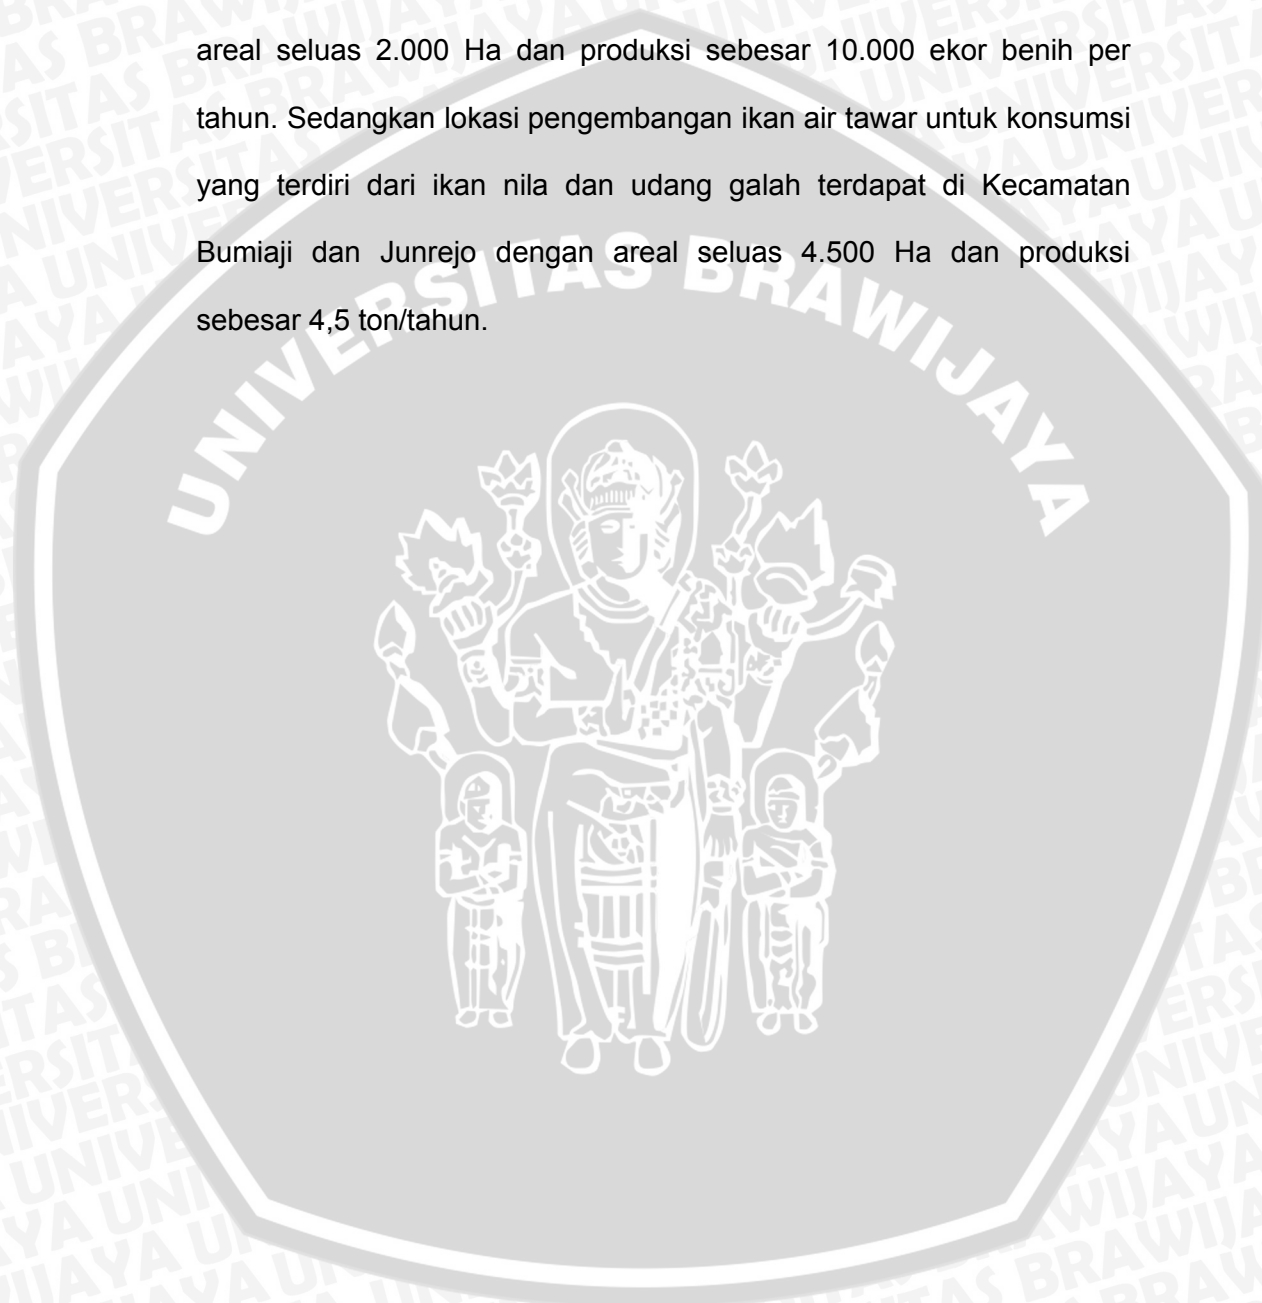 areal seluas 2.000 Ha dan produksi sebesar 10.000 ekor benih per
tahun. Sedangkan lokasi pengembangan ikan air tawar untuk konsumsi
yang terdiri dari ikan nila dan udang galah terdapat di Kecamatan
Bumiaji dan Junrejo dengan areal seluas 4.500 Ha dan produksi
sebesar 4,5 ton/tahun.
UNIVERSITAS BRAWIJAYA